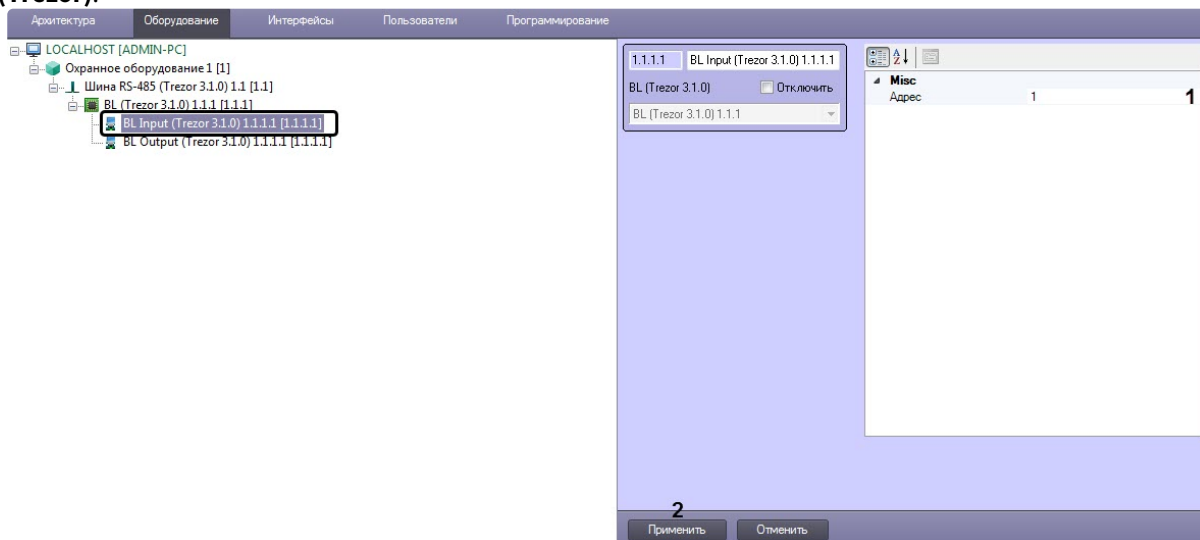 (Trezor).
Архитектура Оборудование Интерфейсы Пользователи Программирование
LOCALHOST [ADMIN-PC]
Охранное оборудование 1 [1]
Шина RS-485 (Trezor 3.1.0) 1.1 [1.1]
BL (Trezor 3.1.0) 1.1.1 [1.1.1]
BL Input (Trezor 3.1.0) 1.1.1.1 [1.1.1.1]
BL Output (Trezor 3.1.0) 1.1.1.1 [1.1.1.1]
1.1.1.1 BL Input (Trezor 3.1.0) 1.1.1.1
BL (Trezor 3.1.0) Отключить
BL (Trezor 3.1.0) 1.1.1
Misc
Адрес 1 1
2
Применить Отменить